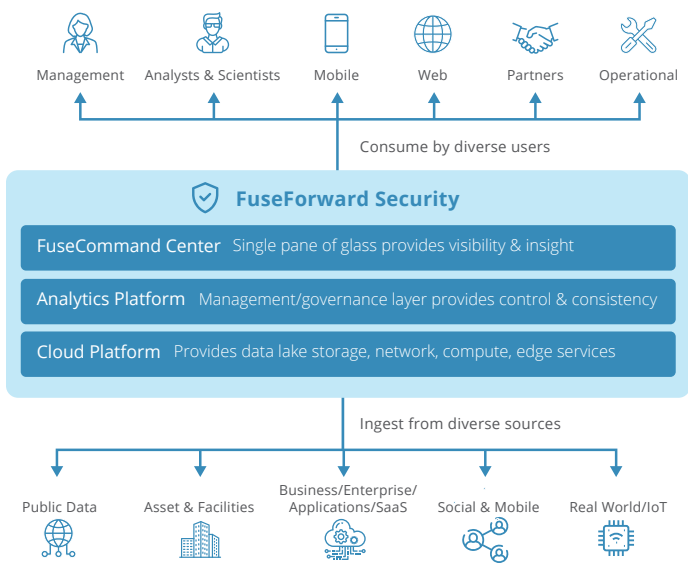 Management
Analysts & Scientists
Mobile
Web
Partners
Operational
Consume by diverse users
FuseForward Security
FuseCommand Center Single pane of glass provides visibility & insight
Analytics Platform Management/governance layer provides control & consistency
Cloud Platform Provides data lake storage, network, compute, edge services
Ingest from diverse sources
Public Data
Asset & Facilities
Business/Enterprise/
Applications/SaaS
Social & Mobile
Real World/IoT